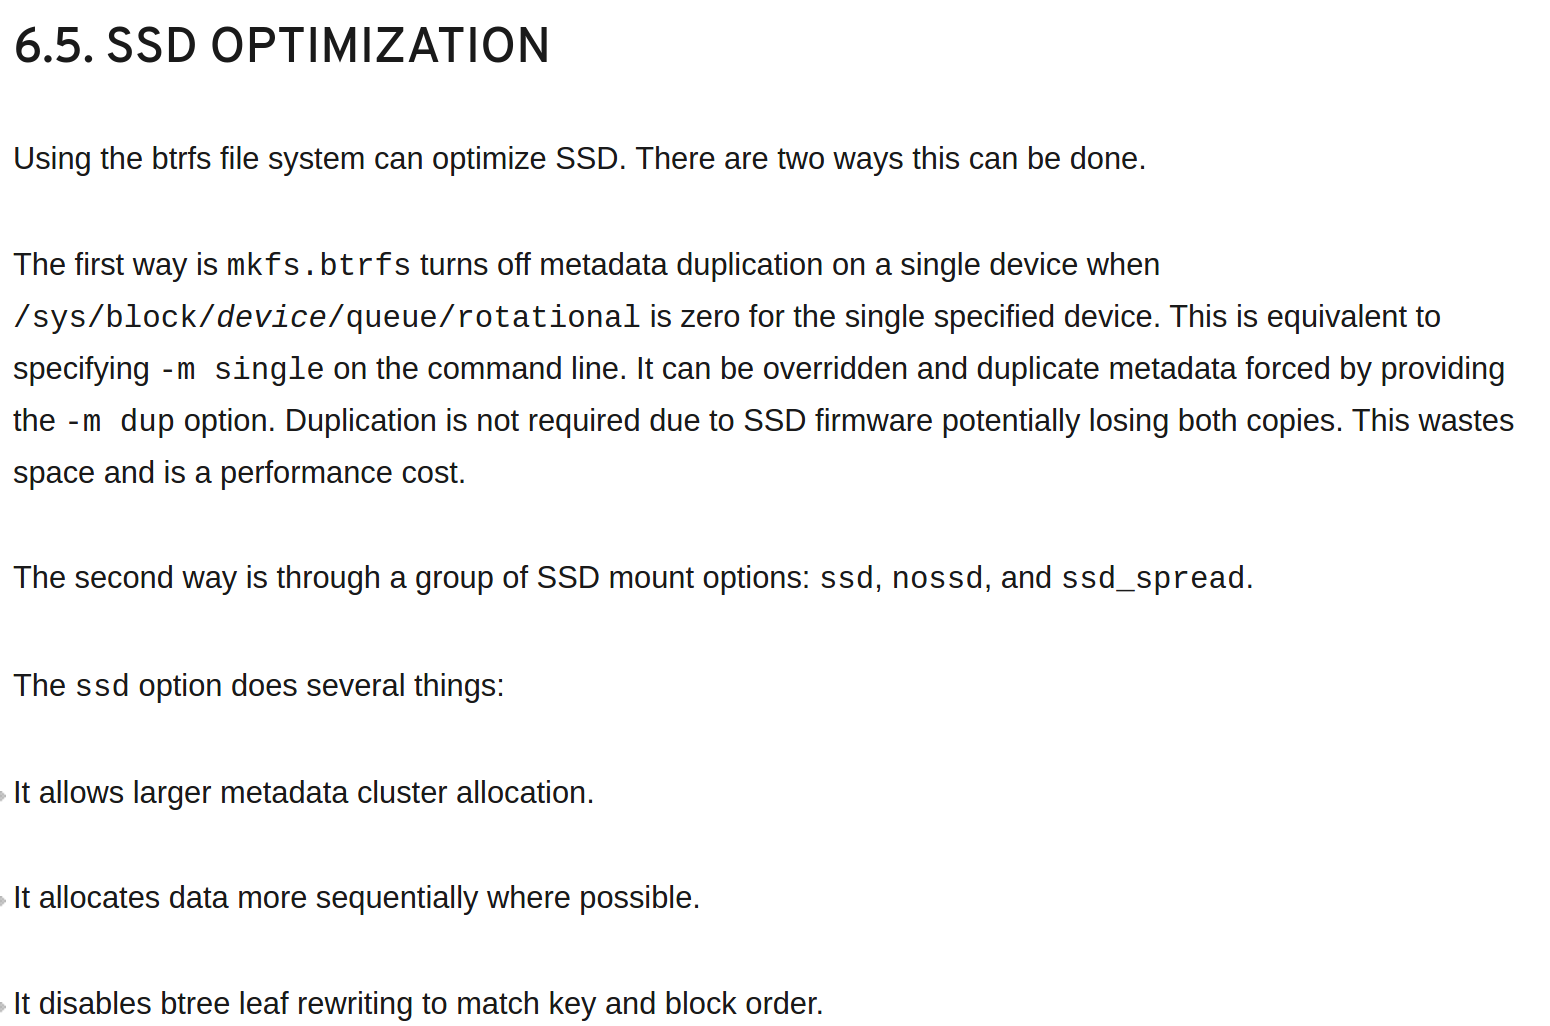 6.5. SSD OPTIMIZATION
Using the btrfs file system can optimize SSD. There are two ways this can be done.
The first way is mkfs.btrfs turns off metadata duplication on a single device when
/sys/block/device/queue/rotational is zero for the single specified device. This is equivalent to
specifying -m single on the command line. It can be overridden and duplicate metadata forced by providing
the -m dup option. Duplication is not required due to SSD firmware potentially losing both copies. This wastes
space and is a performance cost.
The second way is through a group of SSD mount options: ssd, nossd, and ssd_spread.
The ssd option does several things:
It allows larger metadata cluster allocation.
It allocates data more sequentially where possible.
It disables btree leaf rewriting to match key and block order.